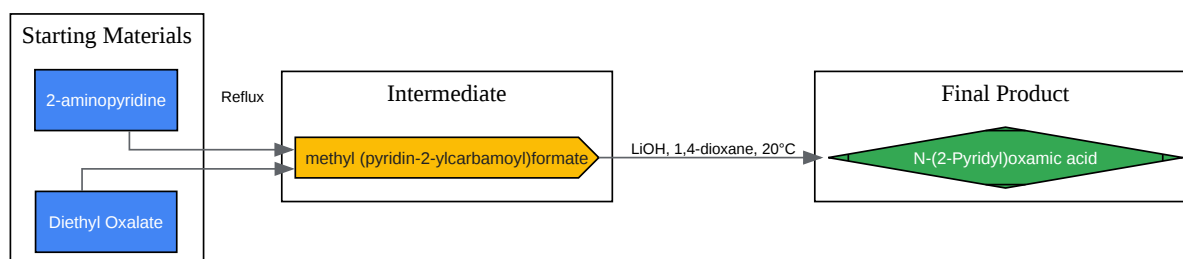 Starting Materials
2-aminopyridine
Diethyl Oxalate
Reflux
Intermediate
methyl (pyridin-2-ylcarbamoyl)formate
LiOH, 1,4-dioxane, 20°C
Final Product
N-(2-Pyridyl)oxamic acid